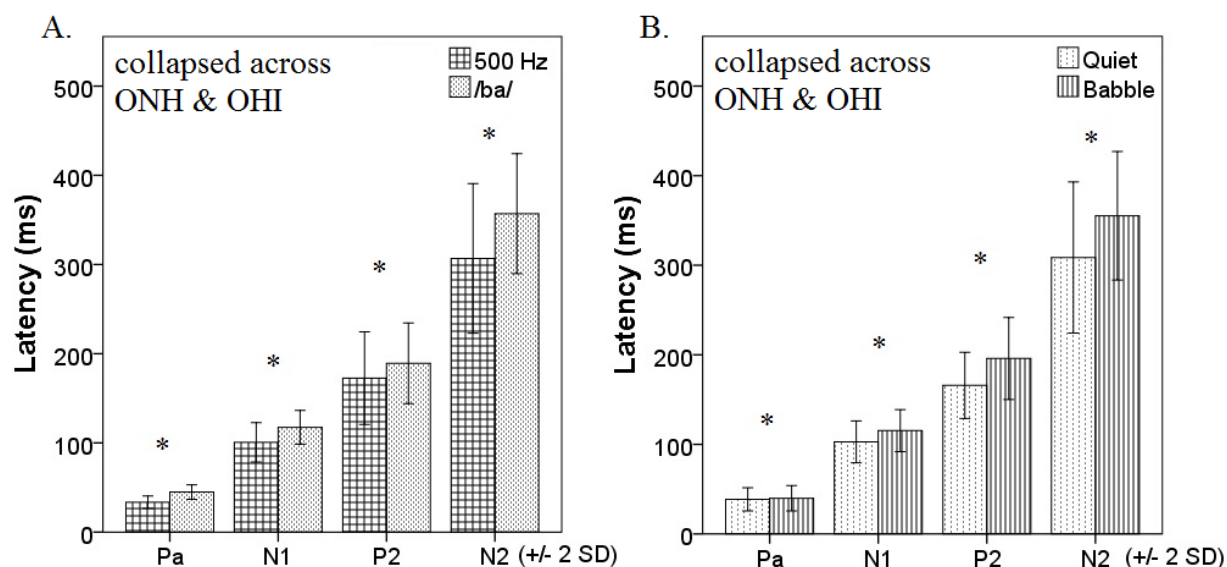 A.
collapsed across
ONH & OHI
500 Hz
/ba/
*
*
*
*
Latency (ms)
500
400
300
200
100
0
Pa N1 P2 N2 (+/- 2 SD)
B.
collapsed across
ONH & OHI
Quiet
Babble
*
*
*
*
Latency (ms)
500
400
300
200
100
0
Pa N1 P2 N2 (+/- 2 SD)